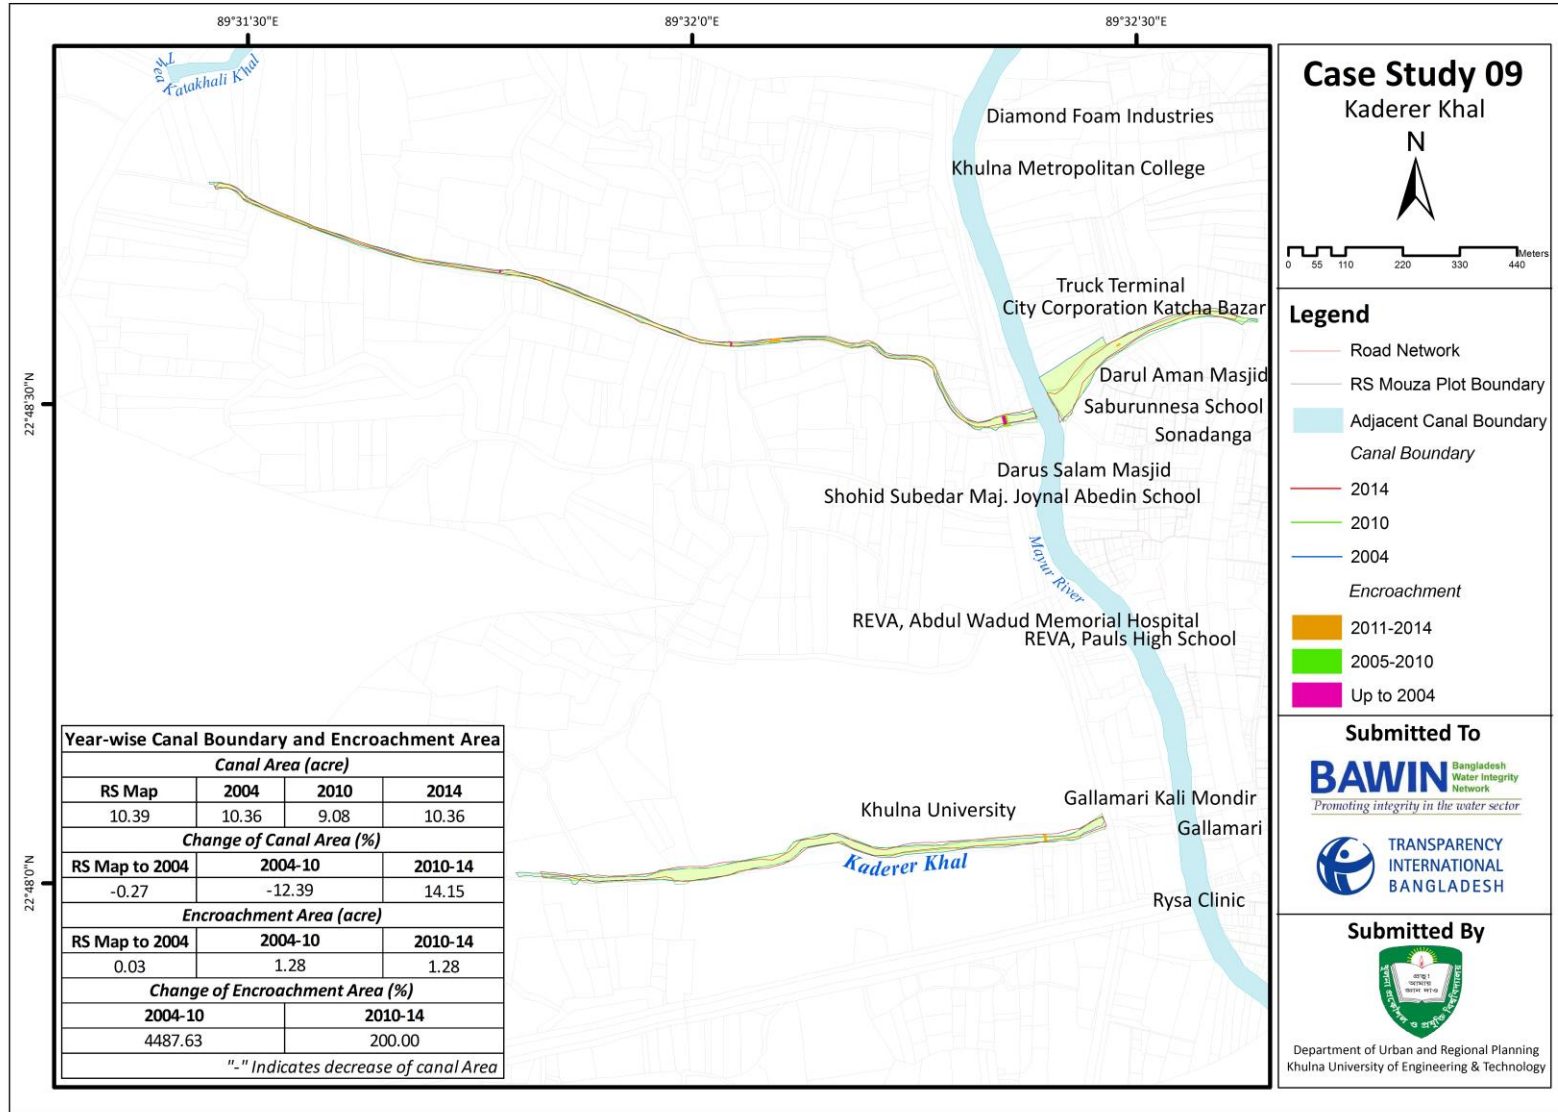 89°31'30"E
89°32'0"E
89°32'30"E
22°48'30"N
22°48'0"N
Katakhali Khal
Diamond Foam Industries
Khulna Metropolitan College
Truck Terminal
City Corporation Katcha Bazar
Darul Aman Masjid
Saburunnesa School
Sonadanga
Darus Salam Masjid
Shohid Subedar Maj. Joynal Abedin School
Mayur River
REVA, Abdul Wadud Memorial Hospital
REVA, Pauls High School
Khulna University
Gallamari Kali Mondir
Gallamari
Kaderer Khal
Rysa Clinic
Year-wise Canal Boundary and Encroachment Area
Canal Area (acre)
RS Map 2004 2010 2014
10.39 10.36 9.08 10.36
Change of Canal Area (%)
RS Map to 2004 2004-10 2010-14
-0.27 -12.39 14.15
Encroachment Area (acre)
RS Map to 2004 2004-10 2010-14
0.03 1.28 1.28
Change of Encroachment Area (%)
2004-10 2010-14
4487.63 200.00
"-" Indicates decrease of canal Area
Case Study 09
Kaderer Khal
N
0 55 110 220 330 440 Meters
Legend
Road Network
RS Mouza Plot Boundary
Adjacent Canal Boundary
Canal Boundary
2014
2010
2004
Encroachment
2011-2014
2005-2010
Up to 2004
Submitted To
BAWIN Bangladesh
Water Integrity
Network
Promoting integrity in the water sector
TRANSPARENCY
INTERNATIONAL
BANGLADESH
Submitted By
Department of Urban and Regional Planning
Khulna University of Engineering & Technology